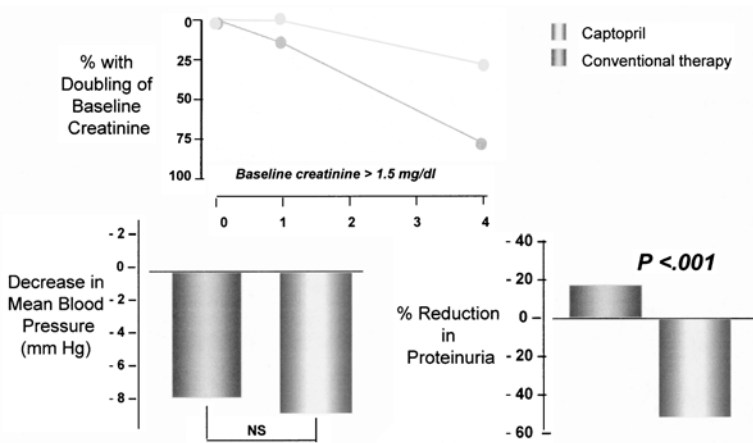 0
25
50
75
100
% with
Doubling of
Baseline
Creatinine
Captopril
Conventional therapy
Baseline creatinine > 1.5 mg/dl
0 1 2 3 4
- 2
0
- 2
- 4
- 6
- 8
Decrease in
Mean Blood
Pressure
(mm Hg)
NS
- 40
- 20
0
- 20
- 40
- 60
% Reduction
in
Proteinuria
P <.001